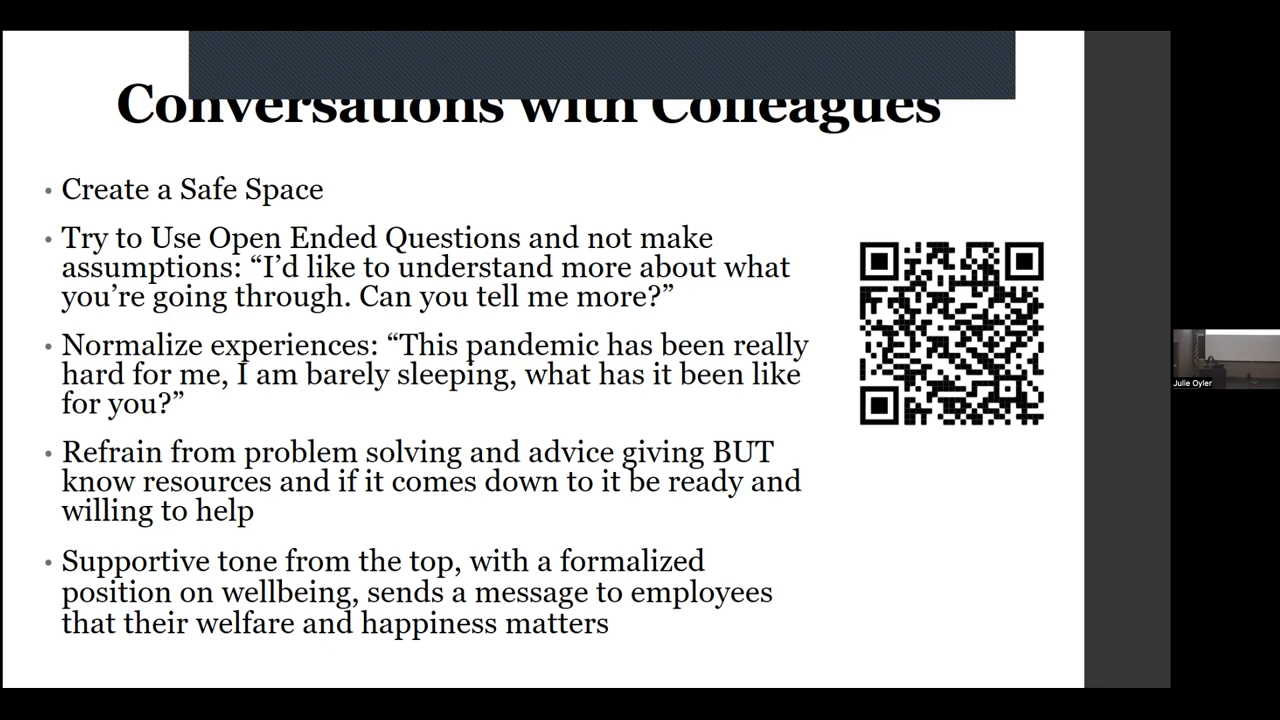 Conversations with Colleagues
• Create a Safe Space
• Try to Use Open Ended Questions and not make
assumptions: “I’d like to understand more about what
you’re going through. Can you tell me more?”
• Normalize experiences: “This pandemic has been really
hard for me, I am barely sleeping, what has it been like
for you?”
• Refrain from problem solving and advice giving BUT
know resources and if it comes down to it be ready and
willing to help
• Supportive tone from the top, with a formalized
position on wellbeing, sends a message to employees
that their welfare and happiness matters
Julie Oyler